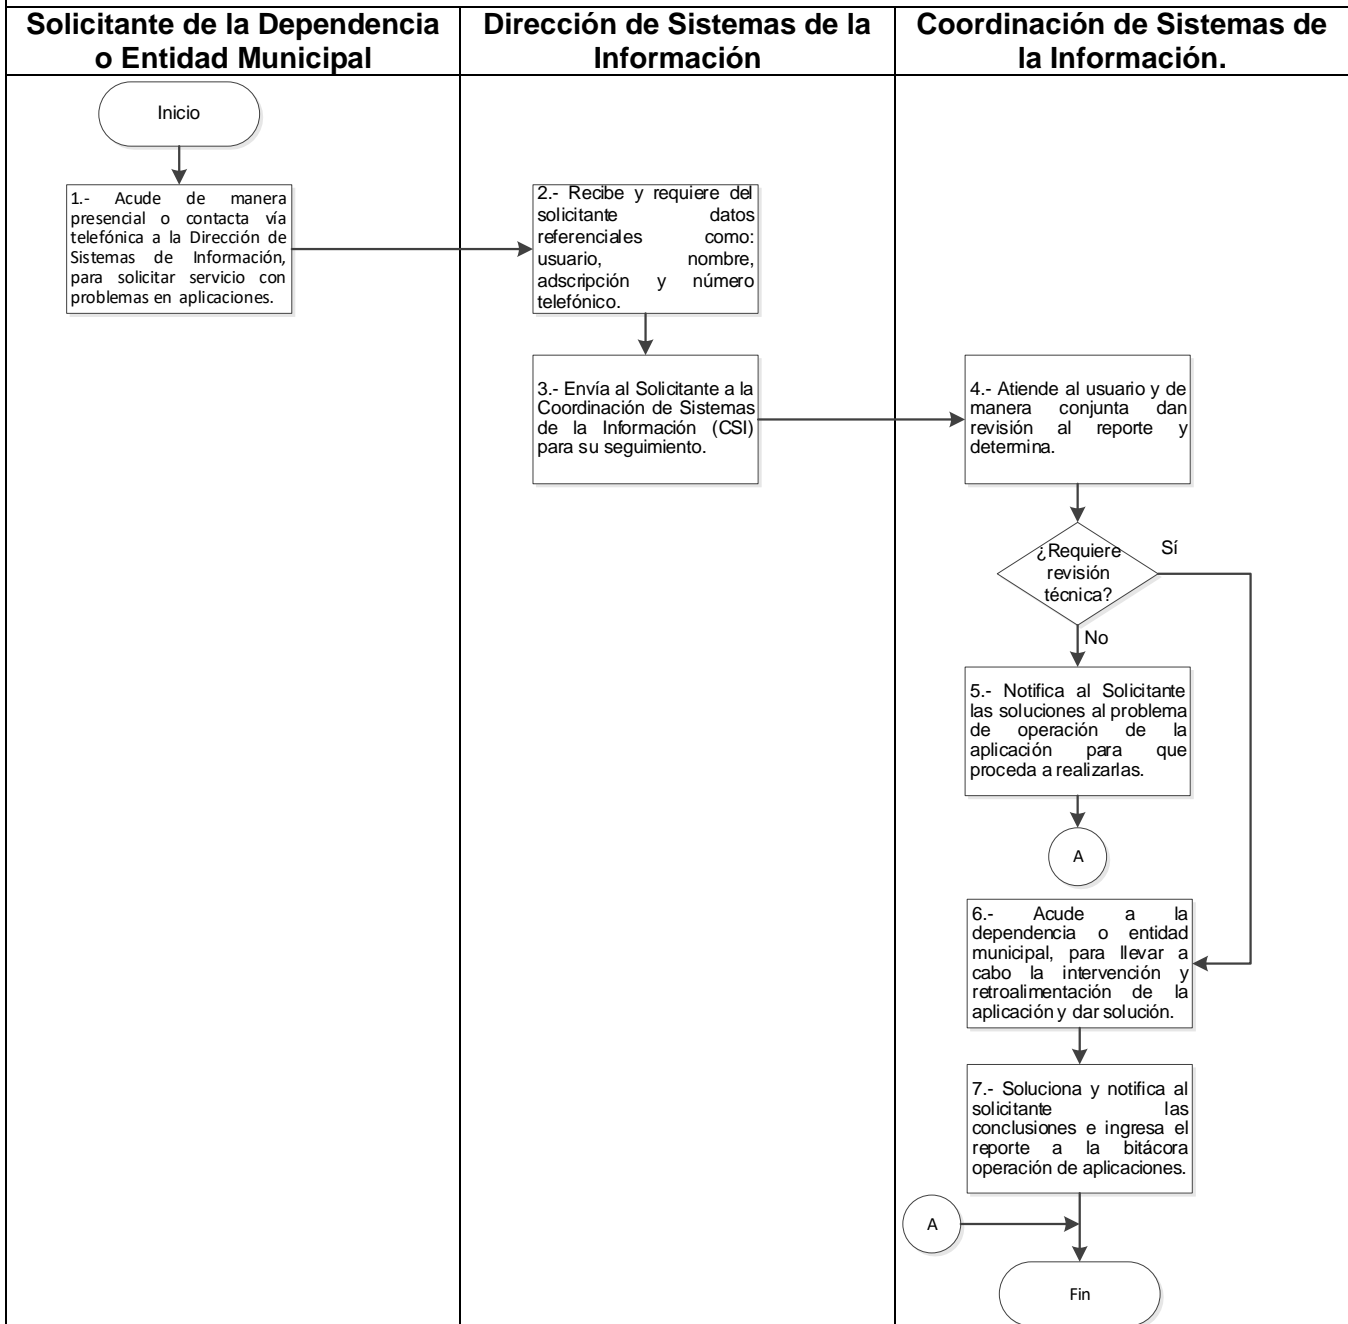 Solicitante de la Dependencia
o Entidad Municipal
Dirección de Sistemas de la
Información
Coordinación de Sistemas de
la Información.
Inicio
1.- Acude de manera
presencial o contacta vía
telefónica a la Dirección de
Sistemas de Información,
para solicitar servicio con
problemas en aplicaciones.
2.- Recibe y requiere del
solicitante datos
referenciales como:
usuario, nombre,
adscripción y número
telefónico.
3.- Envía al Solicitante a la
Coordinación de Sistemas
de la Información (CSI)
para su seguimiento.
4.- Atiende al usuario y de
manera conjunta dan
revisión al reporte y
determina.
¿Requiere
revisión
técnica?
Sí
No
5.- Notifica al Solicitante
las soluciones al problema
de operación de la
aplicación para que
proceda a realizarlas.
A
6.- Acude a la
dependencia o entidad
municipal, para llevar a
cabo la intervención y
retroalimentación de la
aplicación y dar solución.
7.- Soluciona y notifica al
solicitante las
conclusiones e ingresa el
reporte a la bitácora
operación de aplicaciones.
A
Fin